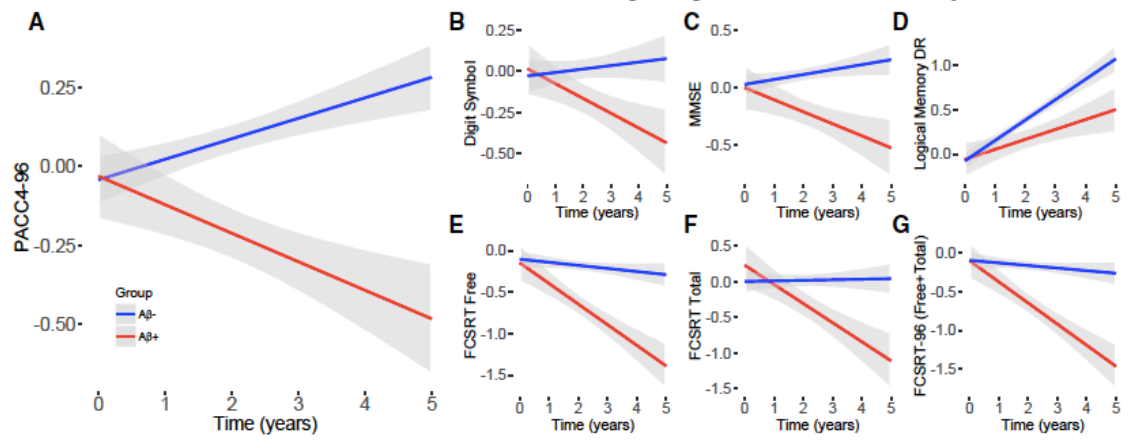 A
PACC4-96
0.25
0.00
-0.25
-0.50
Group
Aβ-
Aβ+
0 1 2 3 4 5
Time (years)
B
Digit Symbol
0.25
0.00
-0.25
-0.50
0 1 2 3 4 5
Time (years)
C
MMSE
0.5
0.0
-0.5
0 1 2 3 4 5
Time (years)
D
Logical Memory DR
1.0
0.5
0.0
0 1 2 3 4 5
Time (years)
E
FCSRT Free
0.0
-0.5
-1.0
-1.5
0 1 2 3 4 5
Time (years)
F
FCSRT Total
0.5
0.0
-0.5
-1.0
-1.5
0 1 2 3 4 5
Time (years)
G
FCSRT-96 (Free+Total)
0.0
-0.5
-1.0
-1.5
0 1 2 3 4 5
Time (years)